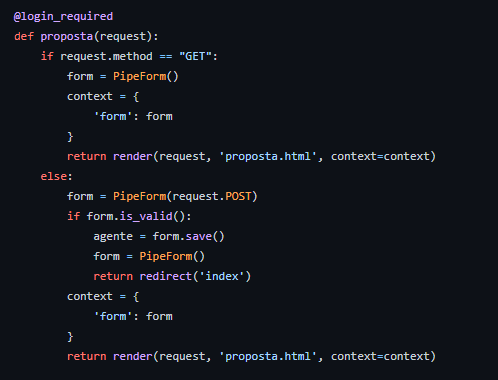 @login_required
def proposta(request):
    if request.method == "GET":
        form = PipeForm()
        context = {
            'form': form
        }
        return render(request, 'proposta.html', context=context)
    else:
        form = PipeForm(request.POST)
        if form.is_valid():
            agente = form.save()
            form = PipeForm()
            return redirect('index')
        context = {
            'form': form
        }
        return render(request, 'proposta.html', context=context)